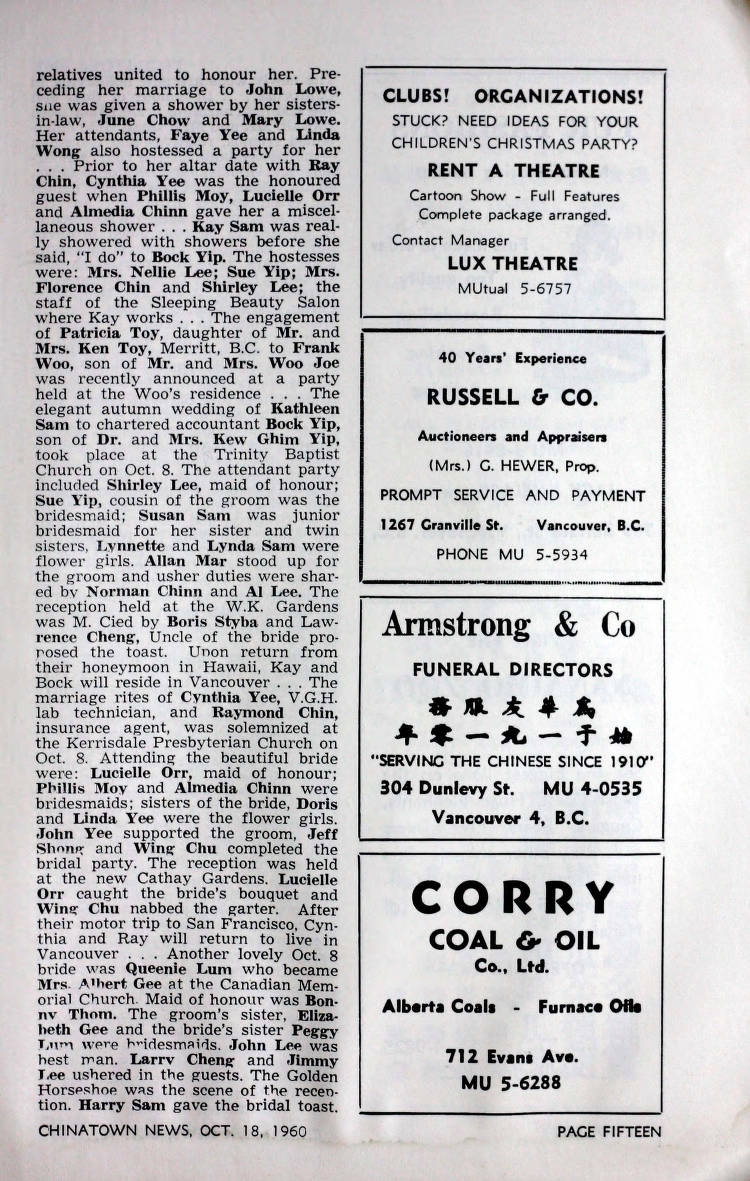 relatives united to honour her. Pre-
ceding her marriage to John Lowe,
she was given a shower by her sisters-
in-law, June Chow and Mary Lowe.
Her attendants, Faye Yee and Linda
Wong also hostessed a party for her
. . . Prior to her altar date with Ray
Chin, Cynthia Yee was the honoured
guest when Phillis Moy, Lucielle Orr
and Almedia Chinn gave her a miscel-
laneous shower . . . Kay Sam was real-
ly showered with showers before she
said, "I do" to Bock Yip. The hostesses
were: Mrs. Nellie Lee; Sue Yip; Mrs.
Florence Chin and Shirley Lee; the
staff of the Sleeping Beauty Salon
where Kay works . . . The engagement
of Patricia Toy, daughter of Mr. and
Mrs. Ken Toy, Merritt, B.C. to Frank
Woo, son of Mr. and Mrs. Woo Joe
was recently announced at a party
held at the Woo's residence . . . The
elegant autumn wedding of Kathleen
Sam to chartered accountant Bock Yip,
son of Dr. and Mrs. Kew Ghim Yip,
took place at the Trinity Baptist
Church on Oct. 8. The attendant party
included Shirley Lee, maid of honour;
Sue Yip, cousin of the groom was the
bridesmaid; Susan Sam was junior
bridesmaid for her sister and twin
sisters, Lynnette and Lynda Sam were
flower girls. Allan Mar stood up for
the groom and usher duties were shar-
ed by Norman Chinn and Al Lee. The
reception held at the W.K. Gardens
was M. Cied by Boris Styba and Law-
rence Cheng, Uncle of the bride pro-
posed the toast. Upon return from
their honeymoon in Hawaii, Kay and
Bock will reside in Vancouver . . . The
marriage rites of Cynthia Yee, V.G.H.
lab technician, and Raymond Chin,
insurance agent, was solemnized at
the Kerrisdale Presbyterian Church on
Oct. 8. Attending the beautiful bride
were: Lucielle Orr, maid of honour;
Phillis Moy and Almedia Chinn were
bridesmaids; sisters of the bride, Doris
and Linda Yee were the flower girls.
John Yee supported the groom, Jeff
Shong and Wing Chu completed the
bridal party. The reception was held
at the new Cathay Gardens. Lucielle
Orr caught the bride's bouquet and
Wing Chu nabbed the garter. After
their motor trip to San Francisco, Cyn-
thia and Ray will return to live in
Vancouver . . . Another lovely Oct. 8
bride was Queenie Lum who became
Mrs. Albert Gee at the Canadian Mem-
orial Church. Maid of honour was Bon-
ny Thom. The groom's sister, Eliza-
beth Gee and the bride's sister Peggy
Lum were bridesmaids. John Lee was
best man. Larry Cheng and Jimmy
Lee ushered in the guests. The Golden
Horseshoe was the scene of the recep-
tion. Harry Sam gave the bridal toast.
CLUBS! ORGANIZATIONS!
STUCK? NEED IDEAS FOR YOUR
CHILDREN'S CHRISTMAS PARTY?
RENT A THEATRE
Cartoon Show - Full Features
Complete package arranged.
Contact Manager
LUX THEATRE
MUtual 5-6757
40 Years' Experience
RUSSELL & CO.
Auctioneers and Appraisers
(Mrs.) G. HEWER, Prop.
PROMPT SERVICE AND PAYMENT
1267 Granville St. Vancouver, B.C.
PHONE MU 5-5934
Armstrong & Co
FUNERAL DIRECTORS
務服友華爲
年零一九一于始
"SERVING THE CHINESE SINCE 1910"
304 Dunlevy St. MU 4-0535
Vancouver 4, B.C.
CORRY
COAL & OIL
Co., Ltd.
Alberta Coals - Furnace Oils
712 Evans Ave.
MU 5-6288
CHINATOWN NEWS, OCT. 18, 1960
PAGE FIFTEEN